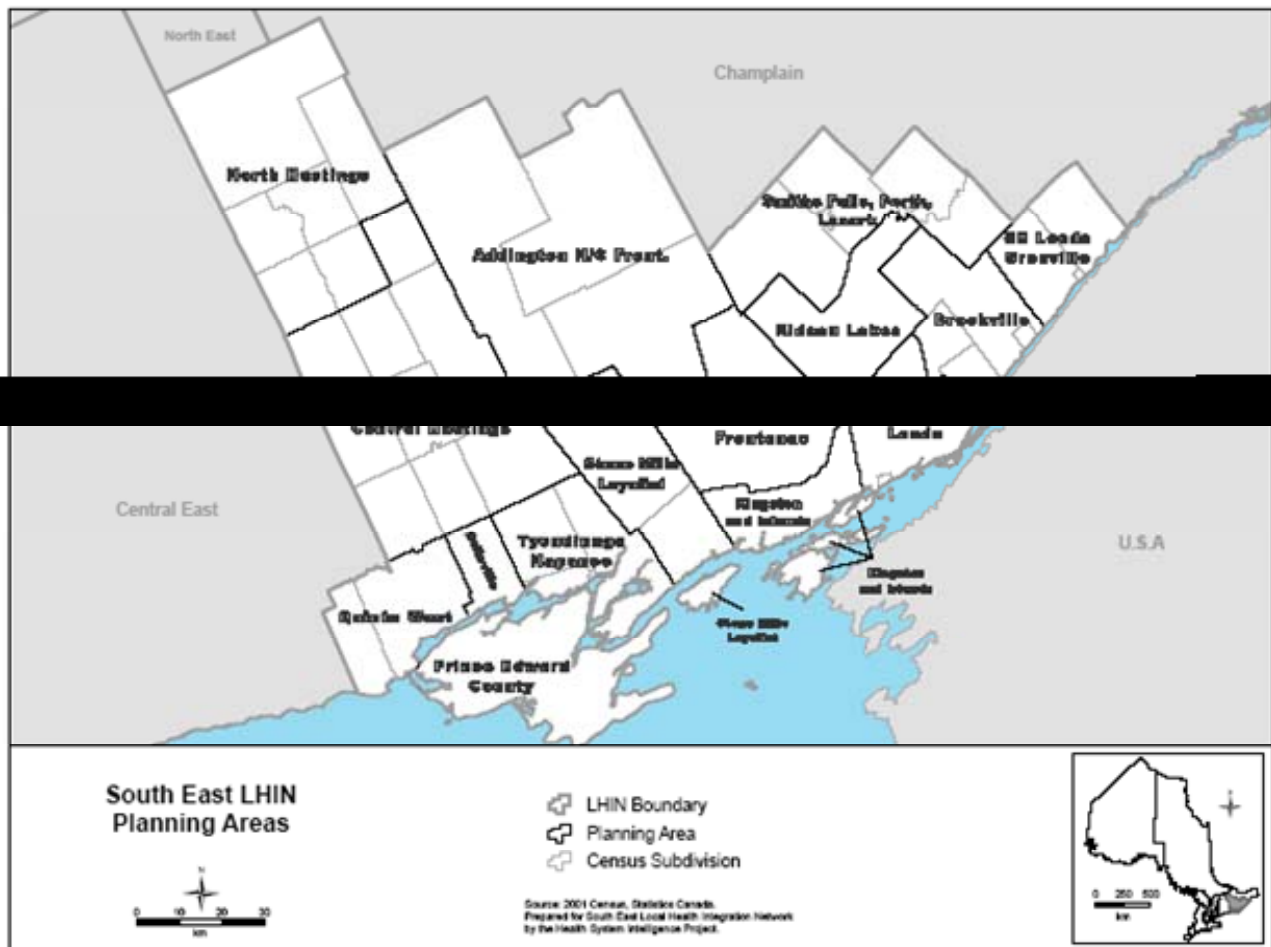 North East
Champlain
North Hastings
Smiths Falls, Perth,
Lanark
SE Leeds
Grenville
Addington N/C Front.
Rideau Lakes
Brockville
Central Hastings
Frontenac
Leeds
Stone Mills
Loyalist
Central East
Kingston
and Islands
U.S.A
Belleville
Tyendinaga
Napanee
Kingston
and Islands
Quinte West
Stone Mills
Loyalist
Prince Edward
County
South East LHIN
Planning Areas
LHIN Boundary
Planning Area
Census Subdivision
N
0 10 20 30
km
Source: 2001 Census, Statistics Canada.
Prepared for South East Local Health Integration Network
by the Health System Intelligence Project.
0 250 500
km